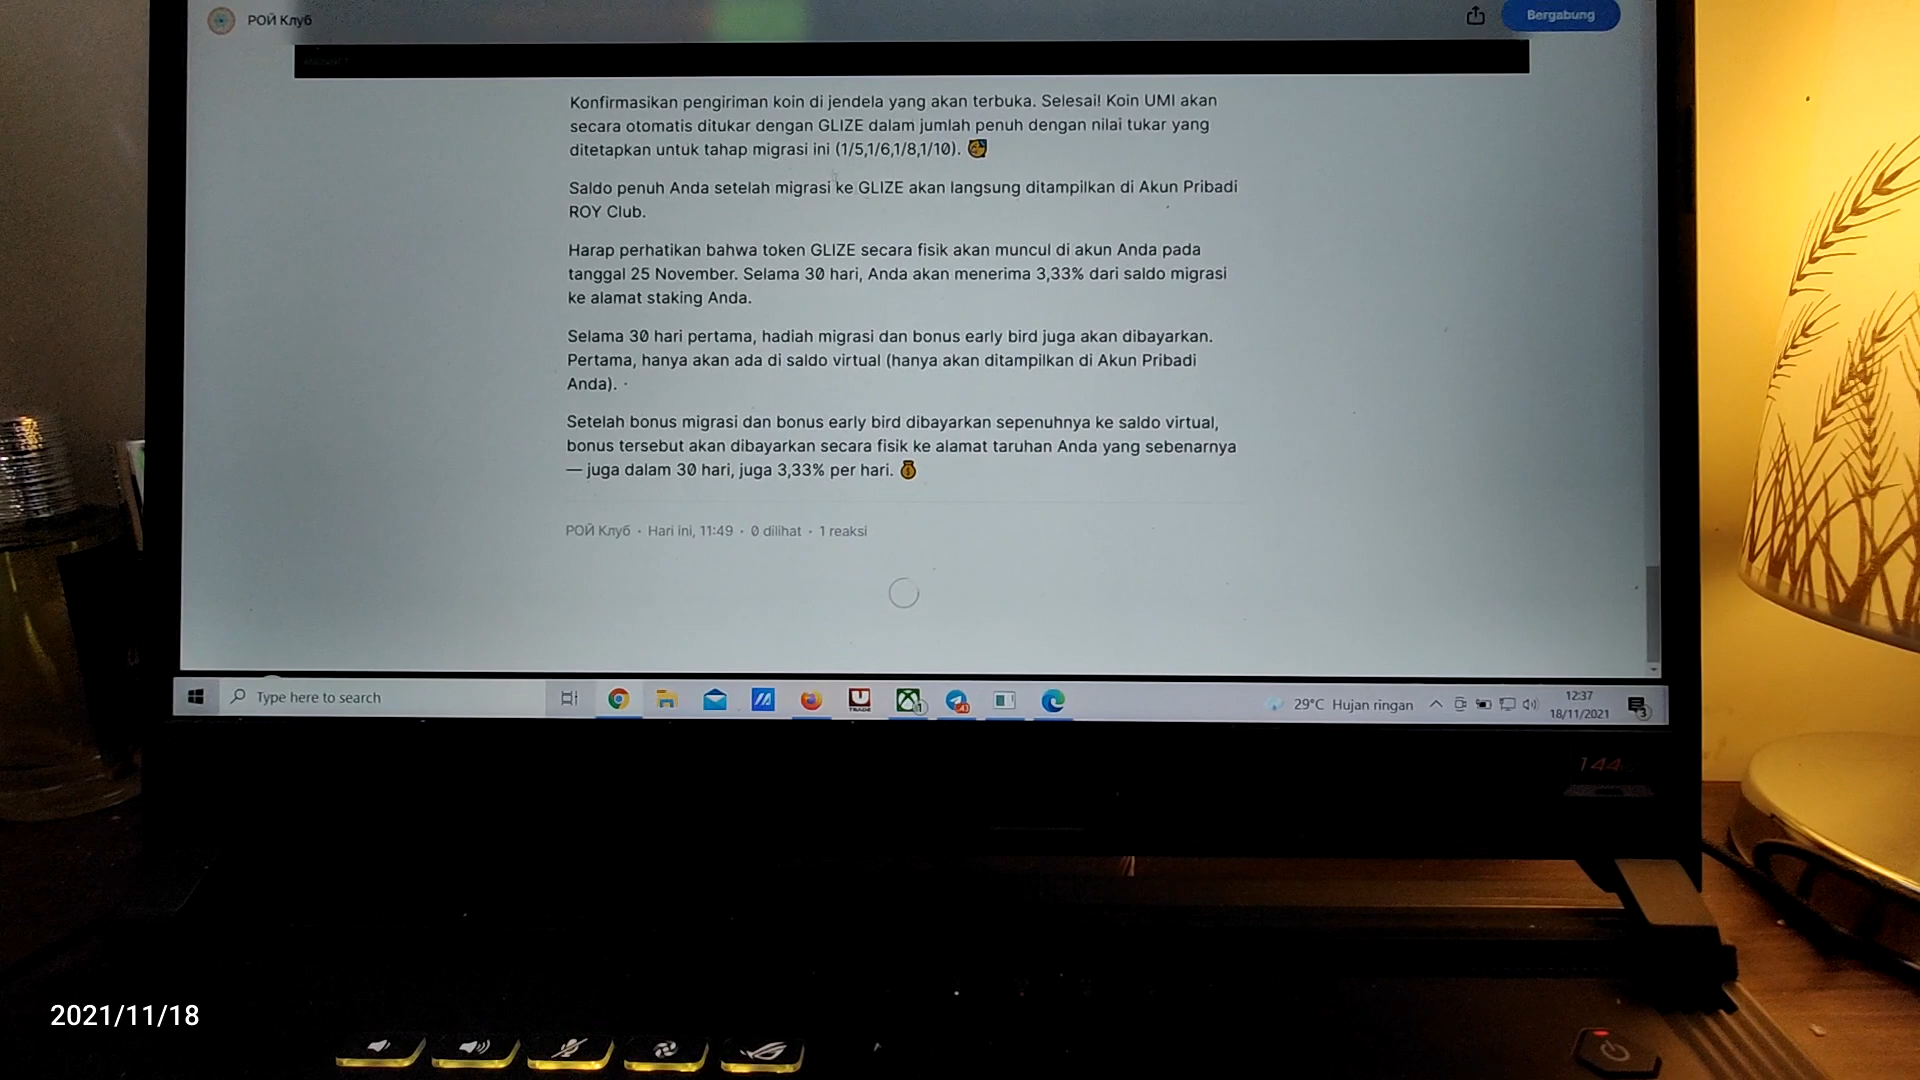 РОЙ Клуб
Bergabung
Konfirmasikan pengiriman koin di jendela yang akan terbuka. Selesai! Koin UMI akan
secara otomatis ditukar dengan GLIZE dalam jumlah penuh dengan nilai tukar yang
ditetapkan untuk tahap migrasi ini (1/5,1/6,1/8,1/10).
Saldo penuh Anda setelah migrasi ke GLIZE akan langsung ditampilkan di Akun Pribadi
ROY Club.
Harap perhatikan bahwa token GLIZE secara fisik akan muncul di akun Anda pada
tanggal 25 November. Selama 30 hari, Anda akan menerima 3,33% dari saldo migrasi
ke alamat staking Anda.
Selama 30 hari pertama, hadiah migrasi dan bonus early bird juga akan dibayarkan.
Pertama, hanya akan ada di saldo virtual (hanya akan ditampilkan di Akun Pribadi
Anda). ·
Setelah bonus migrasi dan bonus early bird dibayarkan sepenuhnya ke saldo virtual,
bonus tersebut akan dibayarkan secara fisik ke alamat taruhan Anda yang sebenarnya
— juga dalam 30 hari, juga 3,33% per hari.
РОЙ Клуб · Hari ini, 11:49 · 0 dilihat · 1 reaksi
Type here to search
TRADE
29°C Hujan ringan
12:37
18/11/2021
3
144
2021/11/18